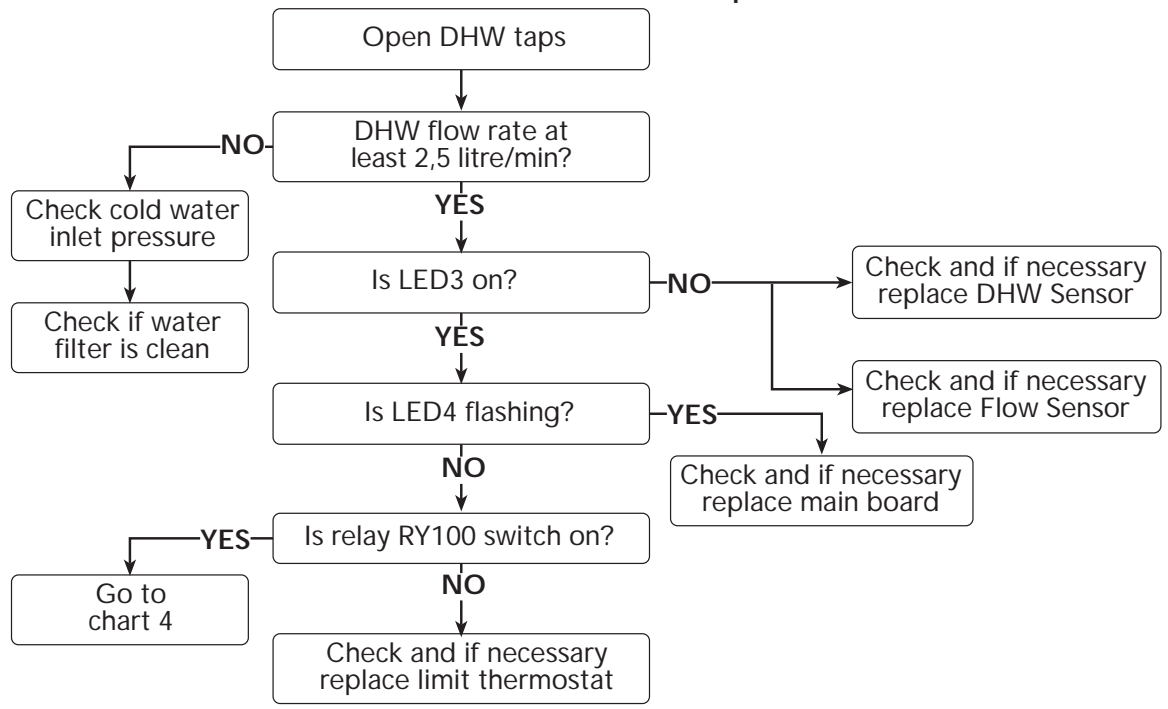 Open DHW taps
DHW flow rate at
least 2,5 litre/min?
NO
Check cold water
inlet pressure
Check if water
filter is clean
YES
Is LED3 on?
NO
Check and if necessary
replace DHW Sensor
Check and if necessary
replace Flow Sensor
YES
Is LED4 flashing?
YES
Check and if necessary
replace main board
NO
Is relay RY100 switch on?
YES
Go to
chart 4
NO
Check and if necessary
replace limit thermostat